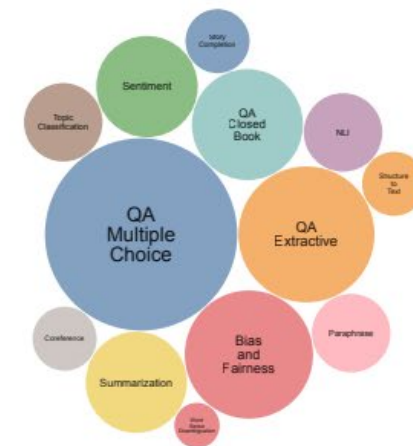 Story
Completion
Sentiment
QA
Closed
Book
Topic
Classification
NLI
Structure
to
Text
QA
Multiple
Choice
QA
Extractive
Coreference
Bias
and
Fairness
Paraphrase
Summarization
Word
Sense
Disambiguation